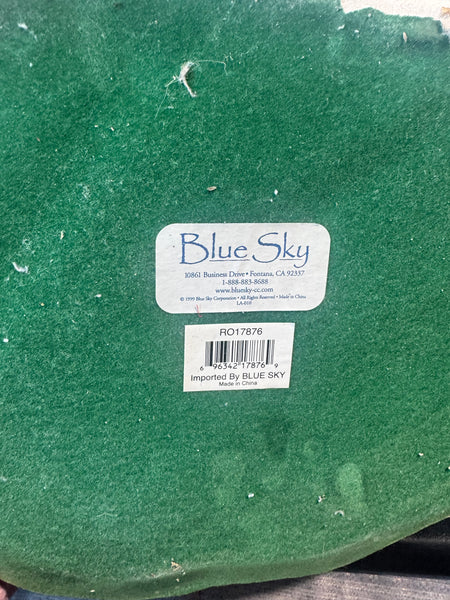 Blue Sky
10861 Business Drive • Fontana, CA 92337
1-888-883-8688
www.bluesky-cc.com
© 1999 Blue Sky Corporation • All Rights Reserved • Made in China
LA-010
RO17876
6 96342 17876 9
Imported By BLUE SKY
Made in China